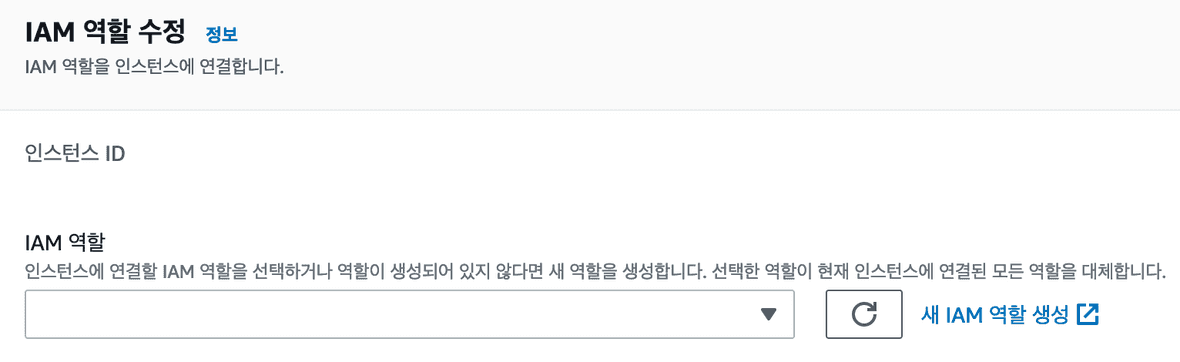 IAM 역할 수정 정보
IAM 역할을 인스턴스에 연결합니다.
인스턴스 ID
IAM 역할
인스턴스에 연결할 IAM 역할을 선택하거나 역할이 생성되어 있지 않다면 새 역할을 생성합니다. 선택한 역할이 현재 인스턴스에 연결된 모든 역할을 대체합니다.
새 IAM 역할 생성